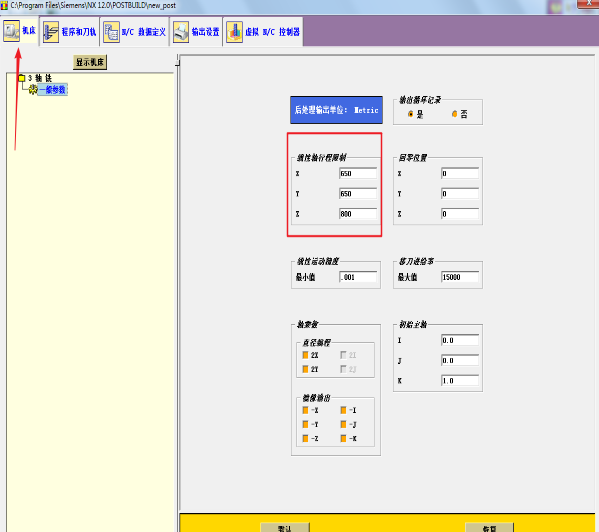 C:\Program Files\Siemens\NX 12.0\POSTBUILD\new_post
机床 程序和刀轨 N/C 数据定义 输出设置 虚拟 N/C 控制器
显示机床
3 轴 铣
一般参数
后处理输出单位： Metric
输出循环记录
是 否
线性轴行程限制
X 650
Y 650
Z 800
回零位置
X 0
Y 0
Z 0
线性运动精度
最小值 .001
移刀进给率
最大值 15000
轴乘数
直径编程
2X 2I
2Y 2J
镜像输出
-X -I
-Y -J
-Z -K
初始主轴
I 0.0
J 0.0
K 1.0
默认 恢复